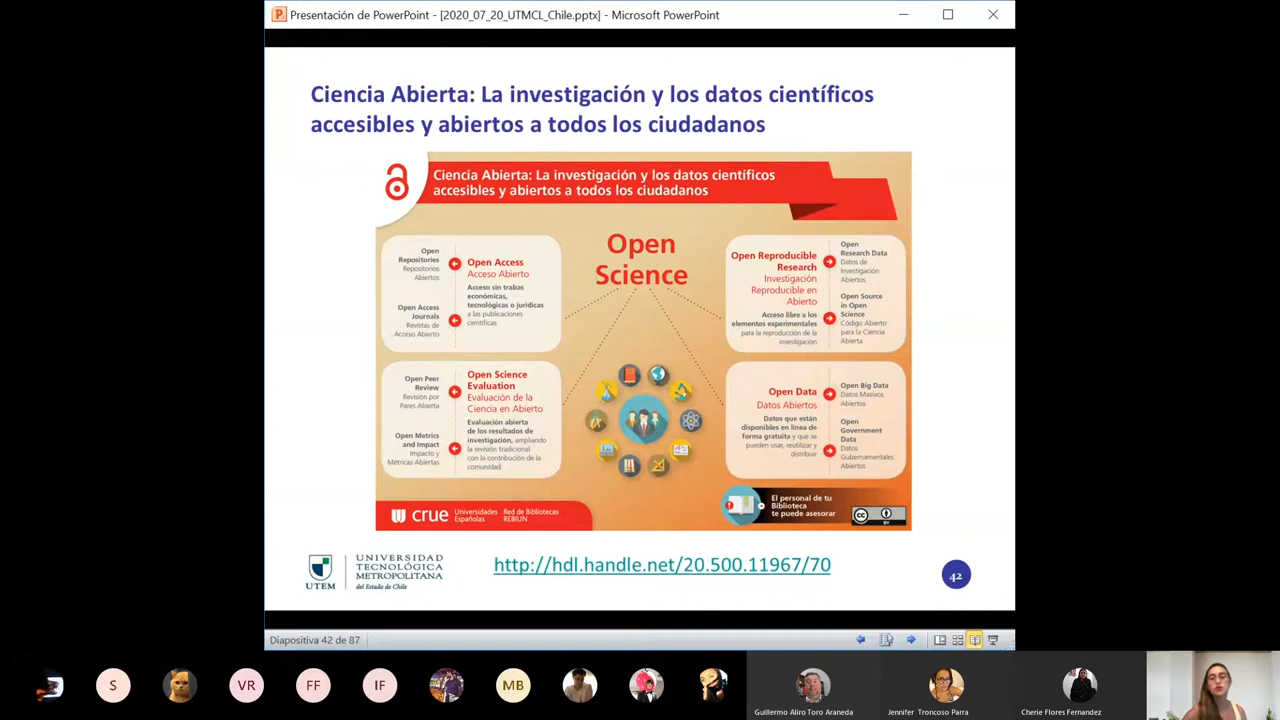 Presentación de PowerPoint - [2020_07_20_UTMCL_Chile.pptx] - Microsoft PowerPoint
Ciencia Abierta: La investigación y los datos científicos
accesibles y abiertos a todos los ciudadanos
Ciencia Abierta: La investigación y los datos científicos
accesibles y abiertos a todos los ciudadanos
Open
Science
Open
Repositories
Repositorios
Abiertos
Open Access
Journals
Revistas de
Acceso Abierto
Open Access
Acceso Abierto
Acceso sin trabas
económicas,
tecnológicas o jurídicas
a las publicaciones
científicas
Open Reproducible
Research
Investigación
Reproducible en
Abierto
Acceso libre a los
elementos experimentales
para la reproducción de la
investigación
Open
Research Data
Datos de
Investigación
Abiertos
Open Source
in Open
Science
Código Abierto
para la Ciencia
Abierta
Open Peer
Review
Revisión por
Pares Abierta
Open Metrics
and Impact
Impacto y
Métricas Abiertas
Open Science
Evaluation
Evaluación de la
Ciencia en Abierto
Evaluación abierta
de los resultados de
investigación, ampliando
la revisión tradicional
con la contribución de la
comunidad
Open Data
Datos Abiertos
Datos que están
disponibles en línea de
forma gratuita y que se
pueden usar, reutilizar y
distribuir
Open Big Data
Datos Masivos
Abiertos
Open
Government
Data
Datos
Gubernamentales
Abiertos
crue
Universidades
Españolas
Red de Bibliotecas
REBIUN
El personal de tu
Biblioteca
te puede asesorar
CC
BY
UTEM
UNIVERSIDAD
TECNOLÓGICA
METROPOLITANA
del Estado de Chile
http://hdl.handle.net/20.500.11967/70
42
Diapositiva 42 de 87
S
VR
FF
IF
MB
Guillermo Aliro Toro Araneda
Jennifer Troncoso Parra
Cherie Flores Fernandez